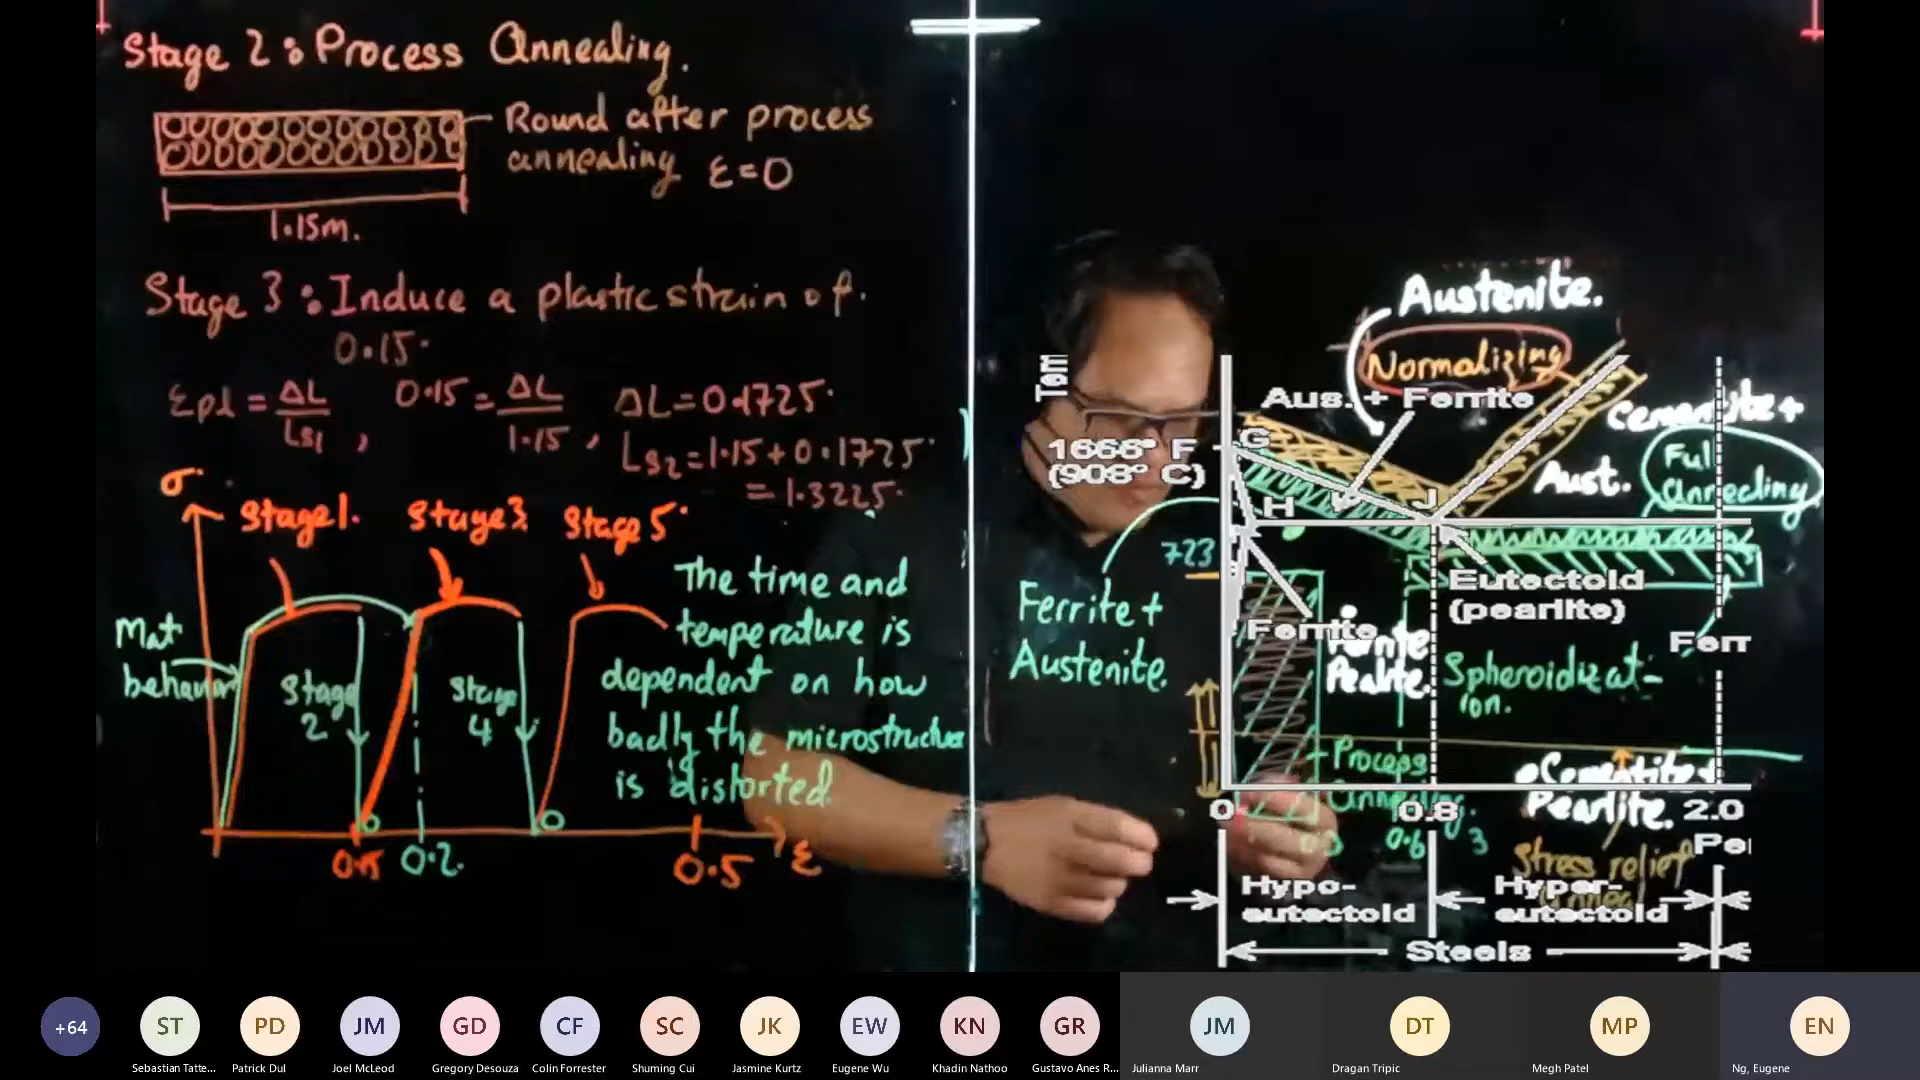 Stage 2: Process Annealing.
Round after process
annealing ε=0
1.15m.
Stage 3: Induce a plastic strain of.
0.15.
Epl = ΔL
Ls1 ,
0.15 = ΔL
1.15 ,
ΔL=0.1725.
Ls2=1.15+0.1725.
=1.3225.
σ.
Stage 1.
Stage 3.
Stage 5.
Mat
behavior
Stage
2
Stage
4
The time and
temperature is
dependent on how
badly the microstructure
is distorted.
0.15
0.2.
0.5
ε
Austenite.
Normalizing
Aus. + Ferrite
Cementite+
Aust.
Full
annealing
Tem
1666° F
(908° C)
G
H
J
723
Ferrite+
Austenite.
Ferrite
Pearlite.
Eutectoid
(pearlite)
Ferr
Spheroidizat-
ion.
Process
Annealing.
Cementite+
Pearlite.
0
0.8
2.0
0.6
Stress relief
anneal
Hypo-
eutectoid
Hyper-
eutectoid
Steels
+64
ST
PD
JM
GD
CF
SC
JK
EW
KN
GR
JM
DT
MP
EN
Sebastian Tatte...
Patrick Dul
Joel McLeod
Gregory Desouza
Colin Forrester
Shuming Cui
Jasmine Kurtz
Eugene Wu
Khadin Nathoo
Gustavo Anes R...
Julianna Marr
Dragan Tripic
Megh Patel
Ng, Eugene